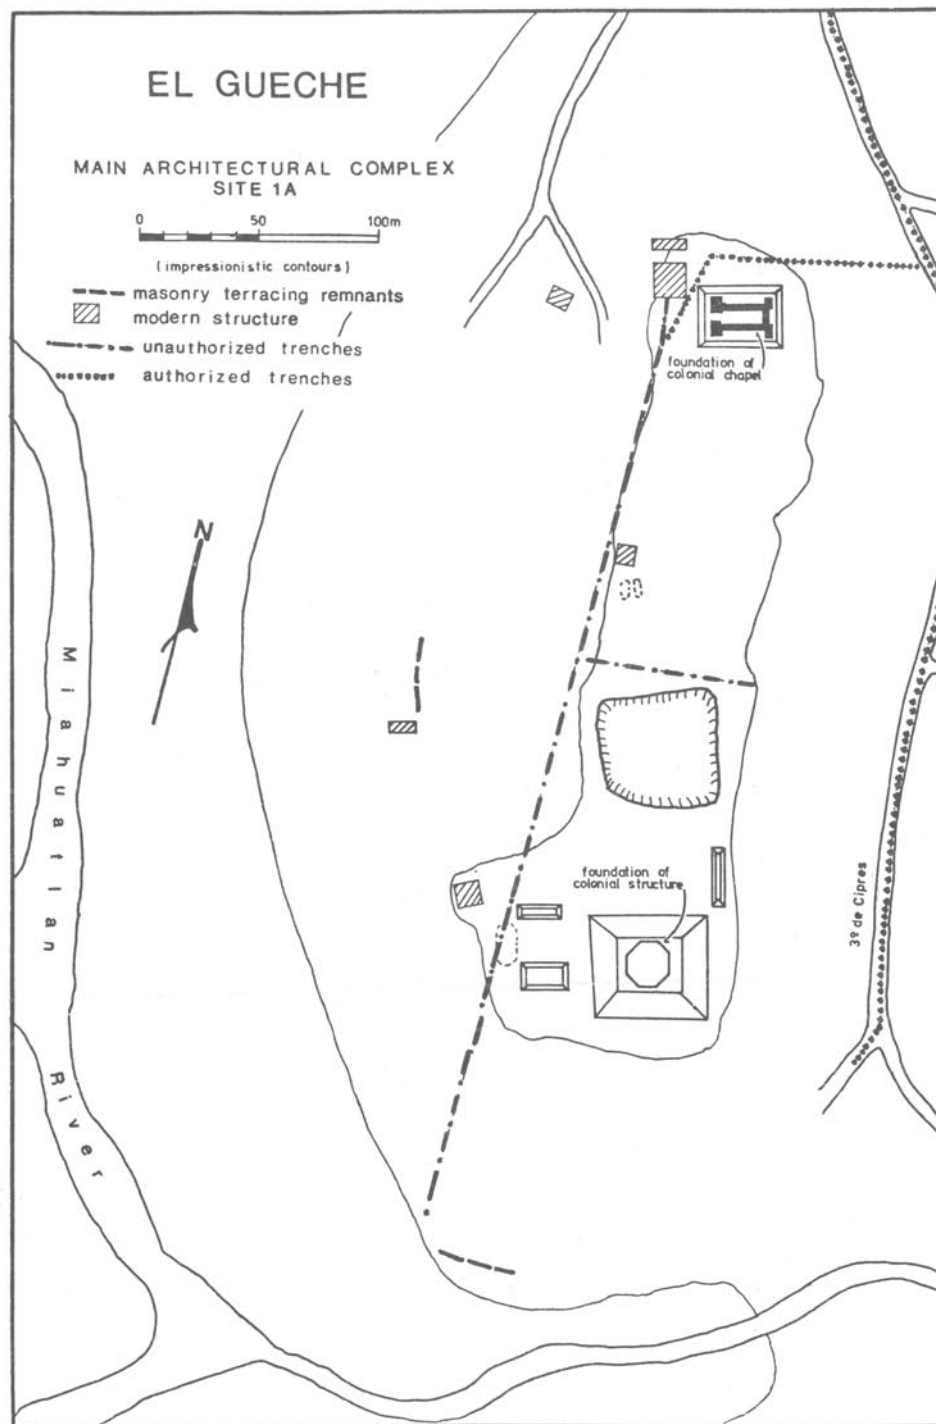 EL GUECHE
MAIN ARCHITECTURAL COMPLEX
SITE 1A
0 50 100m
(impressionistic contours)
masonry terracing remnants
modern structure
unauthorized trenches
authorized trenches
foundation of
colonial chapel
N
Miahuatlan River
foundation of
colonial structure
3º de Cipres